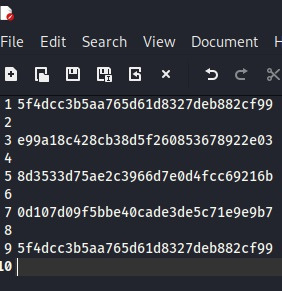 File Edit Search View Document
1 5f4dcc3b5aa765d61d8327deb882cf99
2
3 e99a18c428cb38d5f260853678922e03
4
5 8d3533d75ae2c3966d7e0d4fcc69216b
6
7 0d107d09f5bbe40cade3de5c71e9e9b7
8
9 5f4dcc3b5aa765d61d8327deb882cf99
10